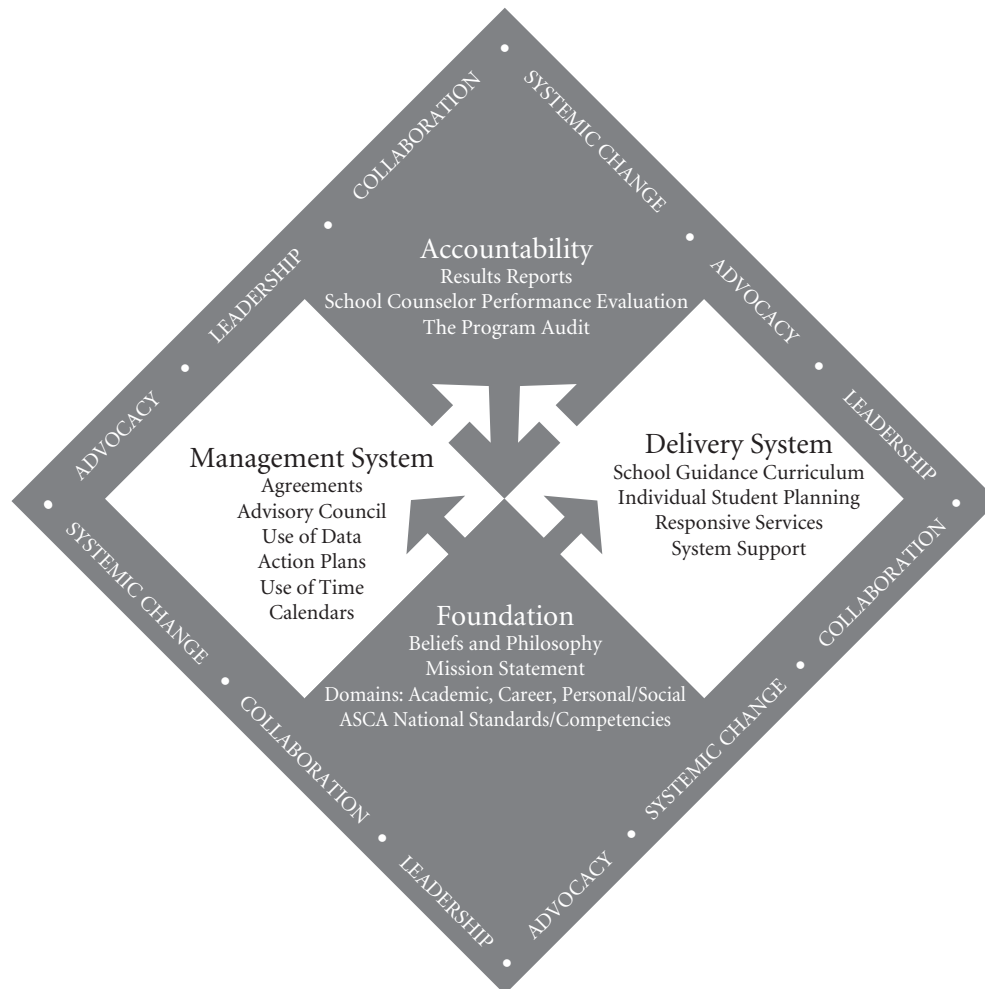 COLLABORATION
SYSTEMIC CHANGE
LEADERSHIP
ADVOCACY
ADVOCACY
LEADERSHIP
Accountability
Results Reports
School Counselor Performance Evaluation
The Program Audit
Management System
Agreements
Advisory Council
Use of Data
Action Plans
Use of Time
Calendars
Delivery System
School Guidance Curriculum
Individual Student Planning
Responsive Services
System Support
Foundation
Beliefs and Philosophy
Mission Statement
Domains: Academic, Career, Personal/Social
ASCA National Standards/Competencies
SYSTEMIC CHANGE
COLLABORATION
LEADERSHIP
COLLABORATION
SYSTEMIC CHANGE
ADVOCACY